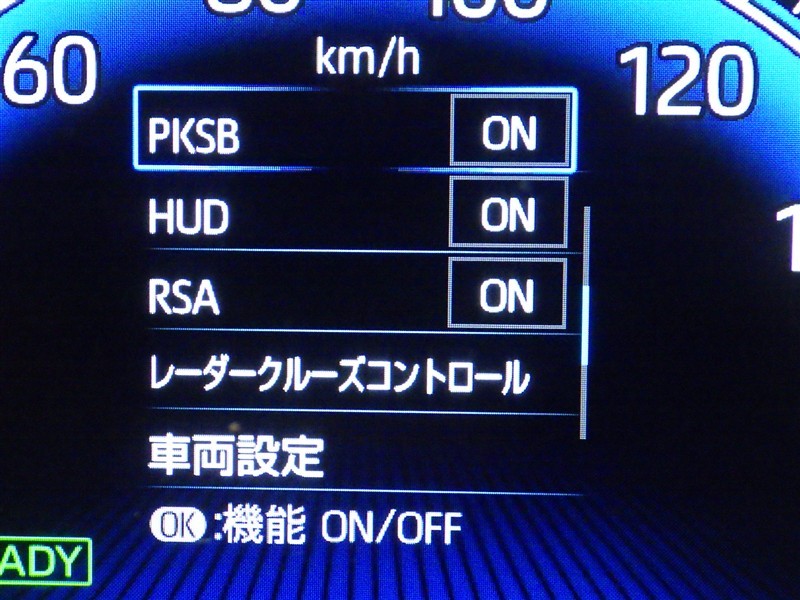 km/h
60
120
PKSB ON
HUD ON
RSA ON
レーダークルーズコントロール
車両設定
OK:機能 ON/OFF
ADY